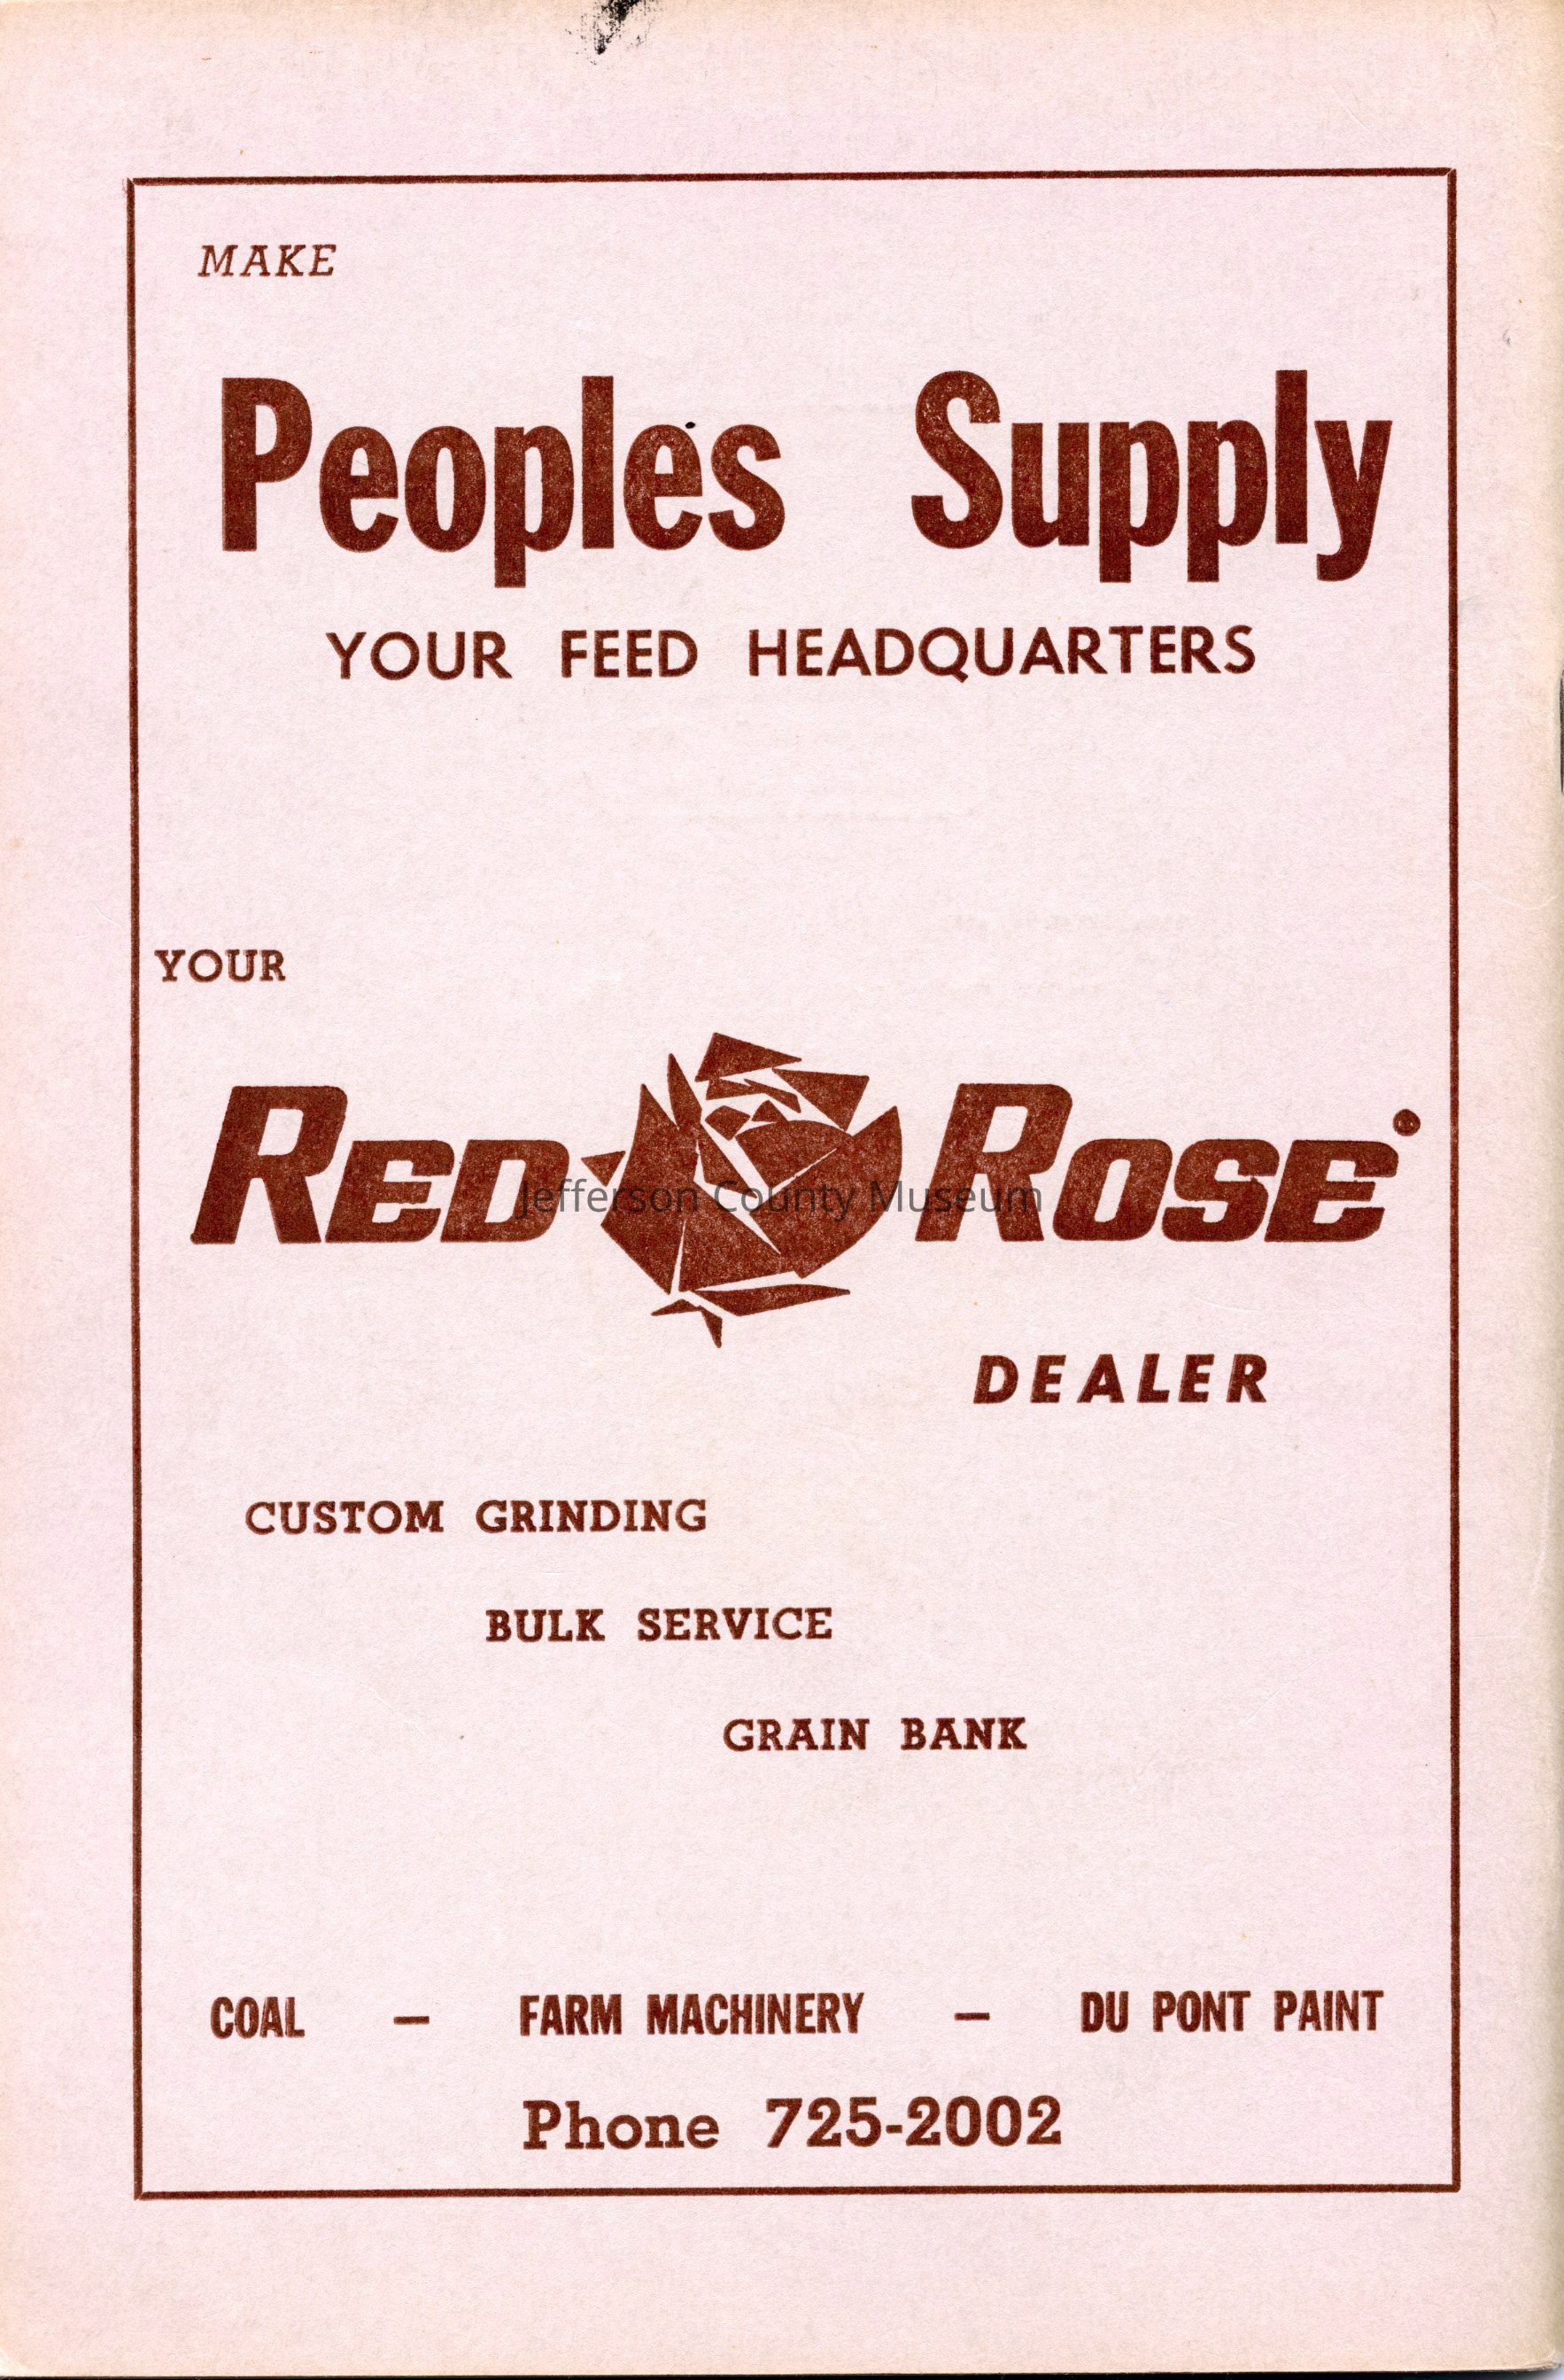 MAKE
Peoples Supply
YOUR FEED HEADQUARTERS
YOUR
RED ROSE
Jefferson County Museum
DEALER
CUSTOM GRINDING
BULK SERVICE
GRAIN BANK
COAL — FARM MACHINERY — DU PONT PAINT
Phone 725-2002